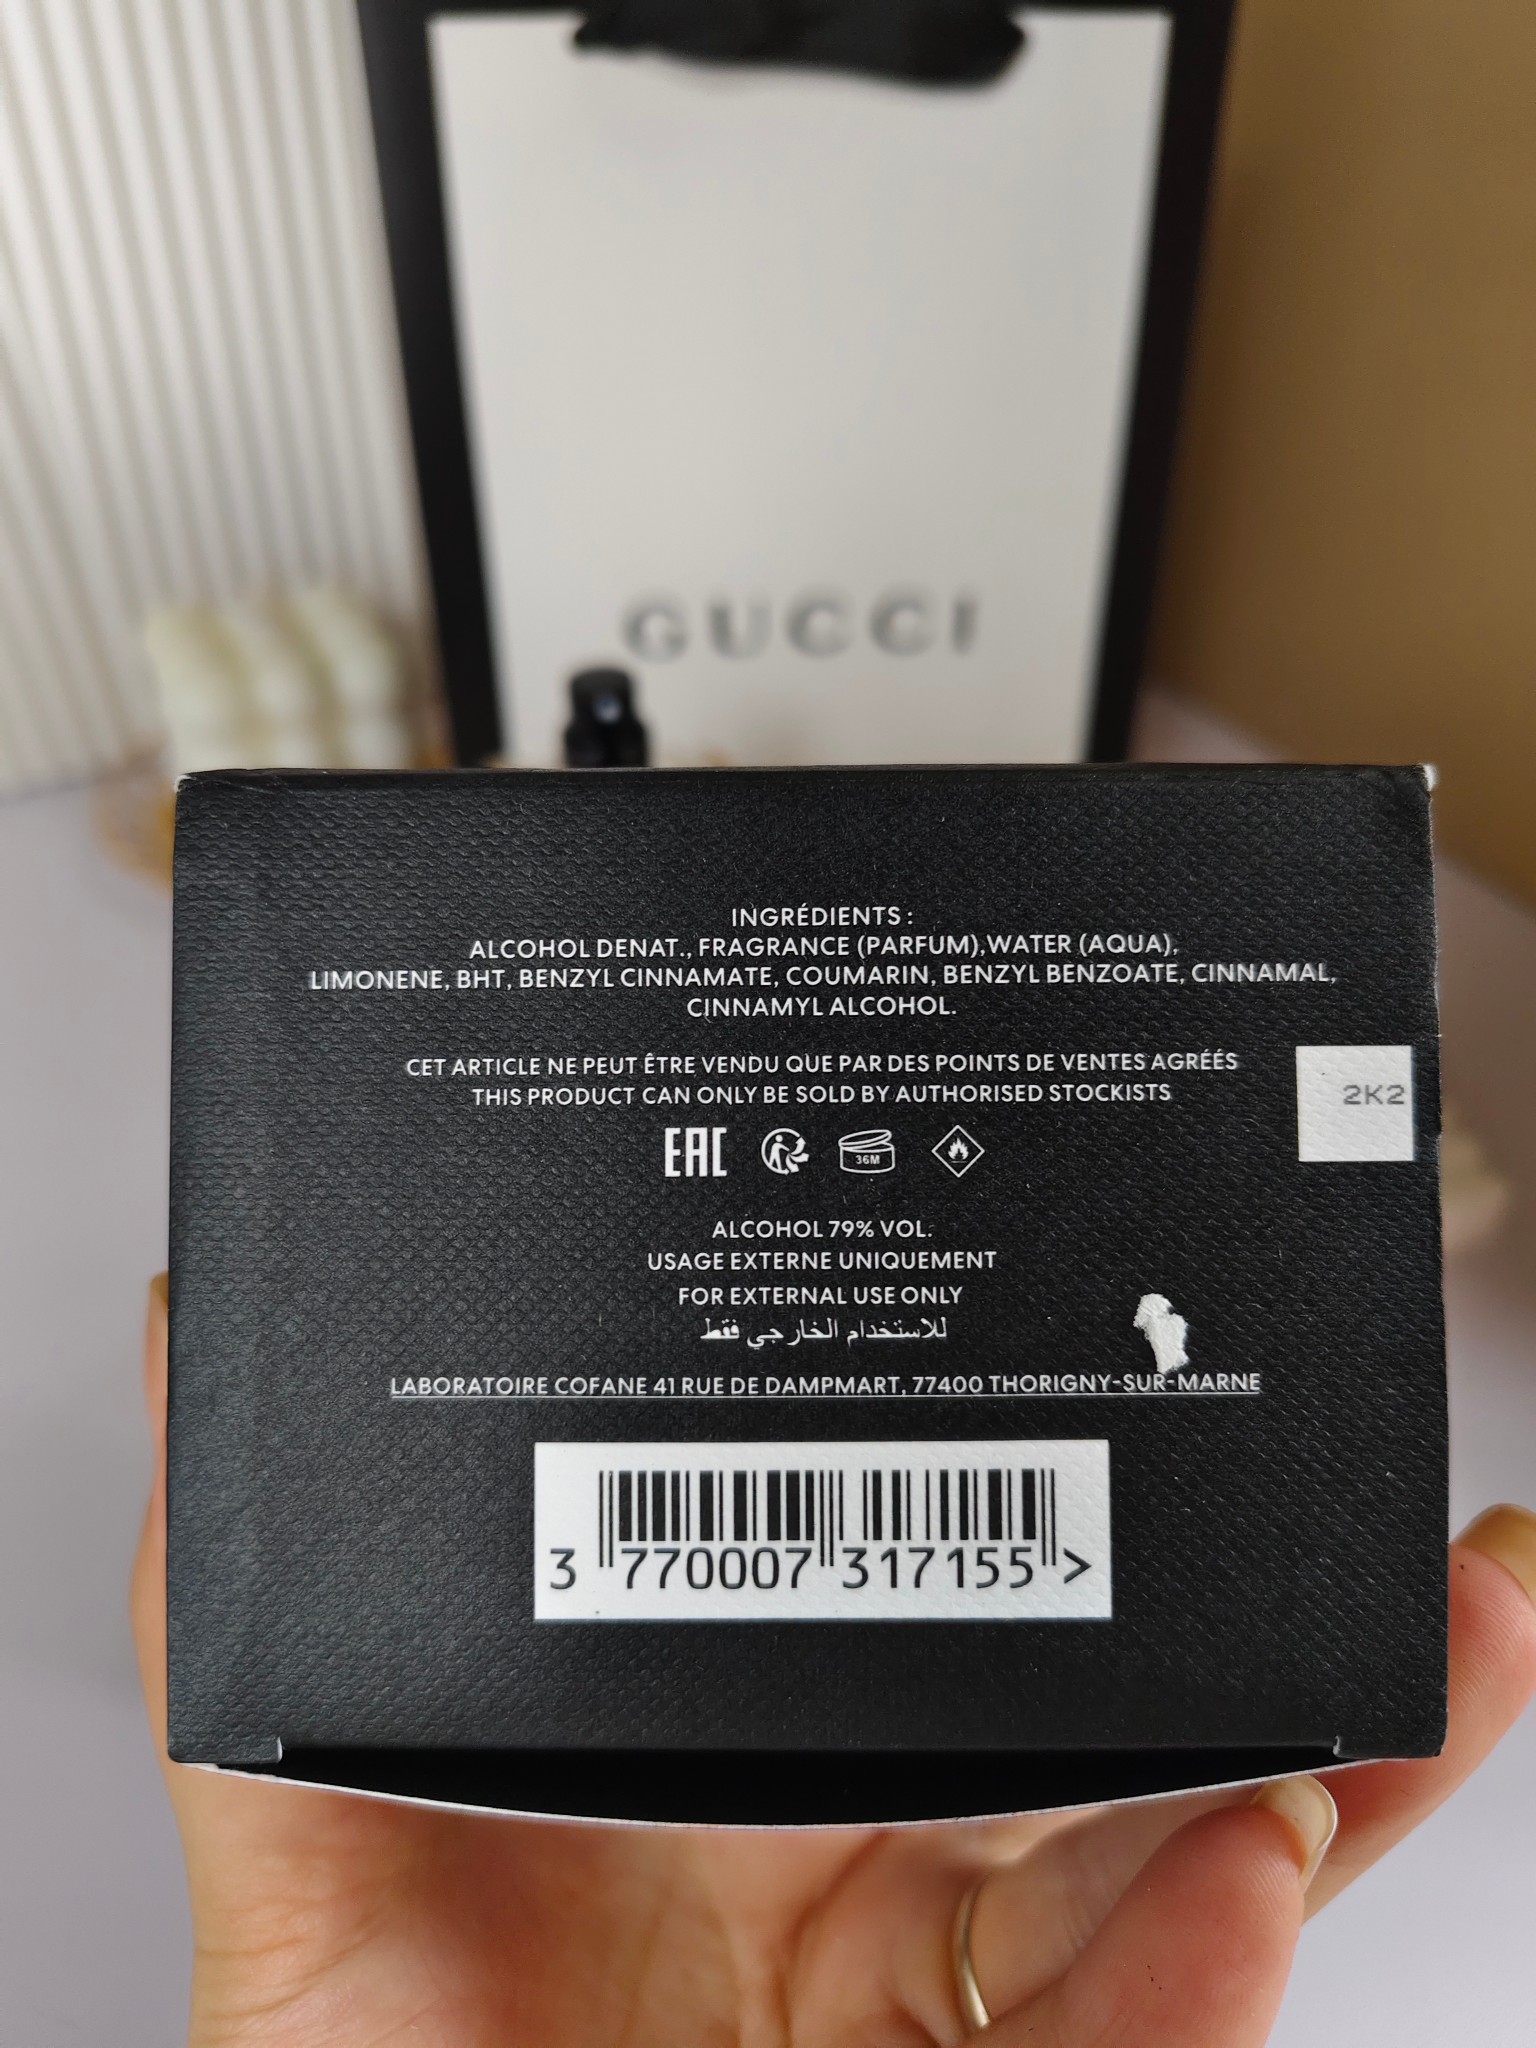 GUCCI
INGRÉDIENTS :
ALCOHOL DENAT., FRAGRANCE (PARFUM),WATER (AQUA),
LIMONENE, BHT, BENZYL CINNAMATE, COUMARIN, BENZYL BENZOATE, CINNAMAL,
CINNAMYL ALCOHOL.
CET ARTICLE NE PEUT ÊTRE VENDU QUE PAR DES POINTS DE VENTES AGRÉÉS
THIS PRODUCT CAN ONLY BE SOLD BY AUTHORISED STOCKISTS
2K2
EAC
36M
ALCOHOL 79% VOL.
USAGE EXTERNE UNIQUEMENT
FOR EXTERNAL USE ONLY
للاستخدام الخارجي فقط
LABORATOIRE COFANE 41 RUE DE DAMPMART, 77400 THORIGNY-SUR-MARNE
3 770007 317155 >